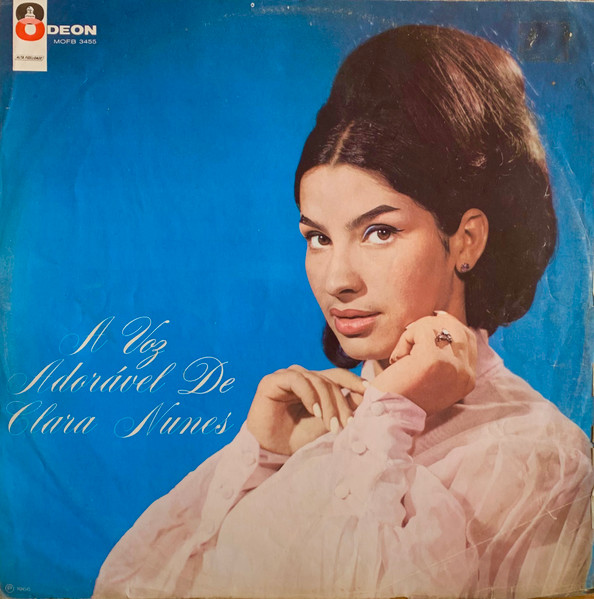 ODEON
MOFB 3455
A Voz
Adorável De
Clara Nunes